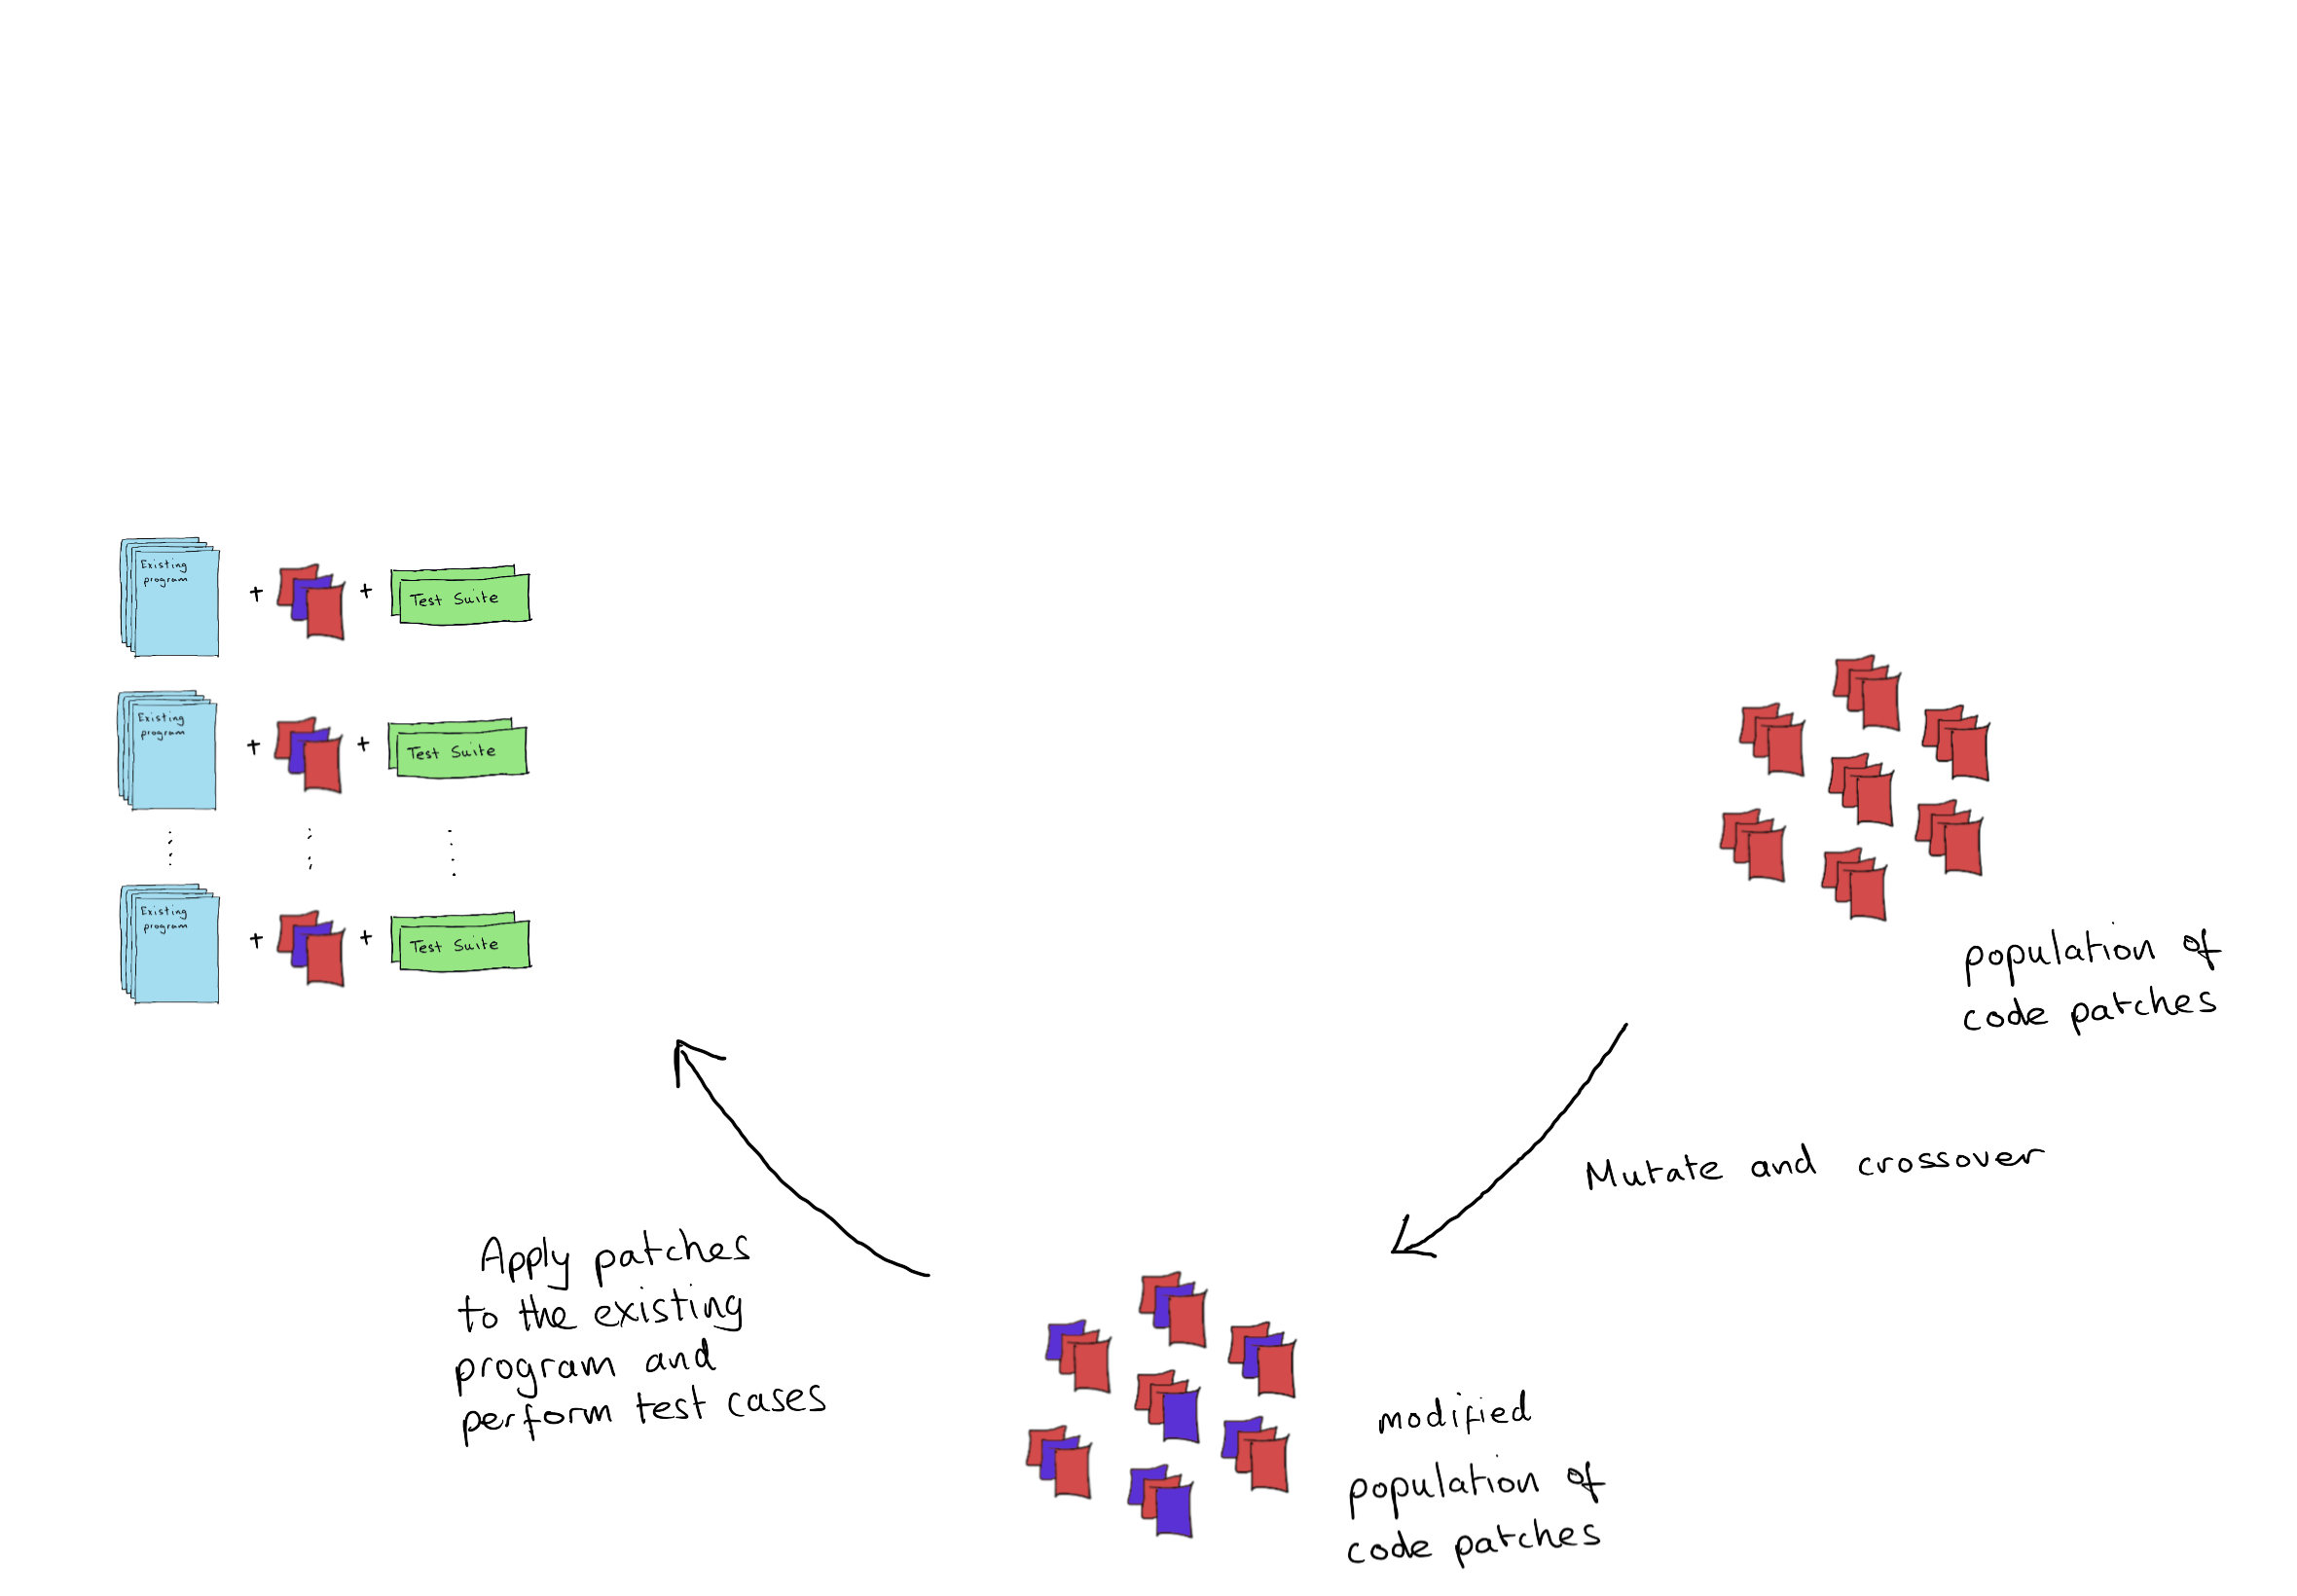 Existing
program
+
+
Test Suite
Existing
program
+
+
Test Suite
Existing
program
+
+
Test Suite
population of
code patches
Mutate and crossover
Apply patches
to the existing
program and
perform test cases
modified
population of
code patches